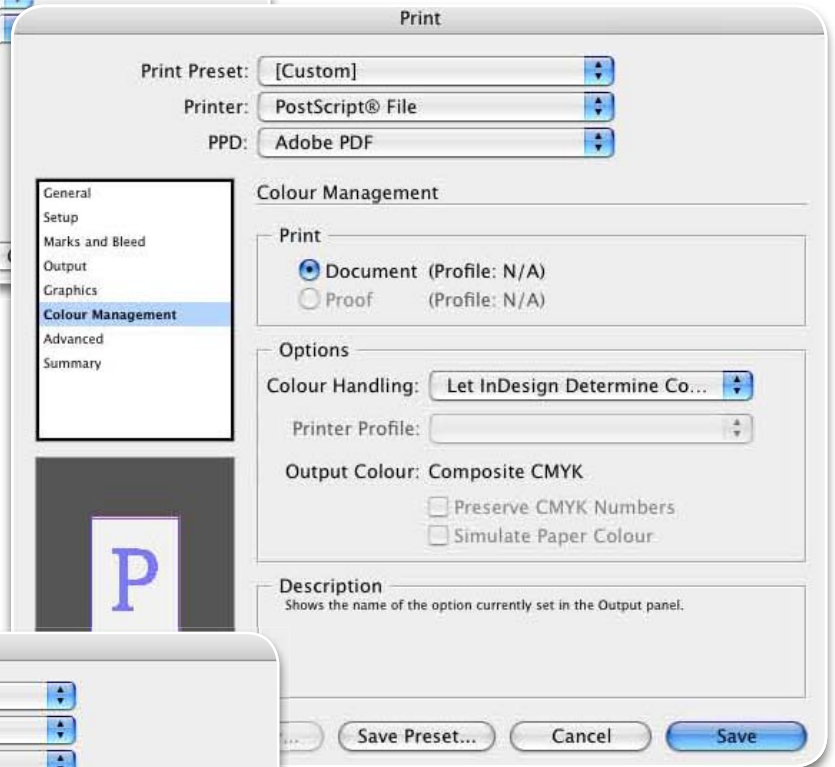 Print
Print Preset: [Custom]
Printer: PostScript® File
PPD: Adobe PDF
General
Setup
Marks and Bleed
Output
Graphics
Colour Management
Advanced
Summary
Colour Management
Print
Document (Profile: N/A)
Proof (Profile: N/A)
Options
Colour Handling: Let InDesign Determine Co...
Printer Profile:
Output Colour: Composite CMYK
Preserve CMYK Numbers
Simulate Paper Colour
P
Description
Shows the name of the option currently set in the Output panel.
Save Preset...
Cancel
Save